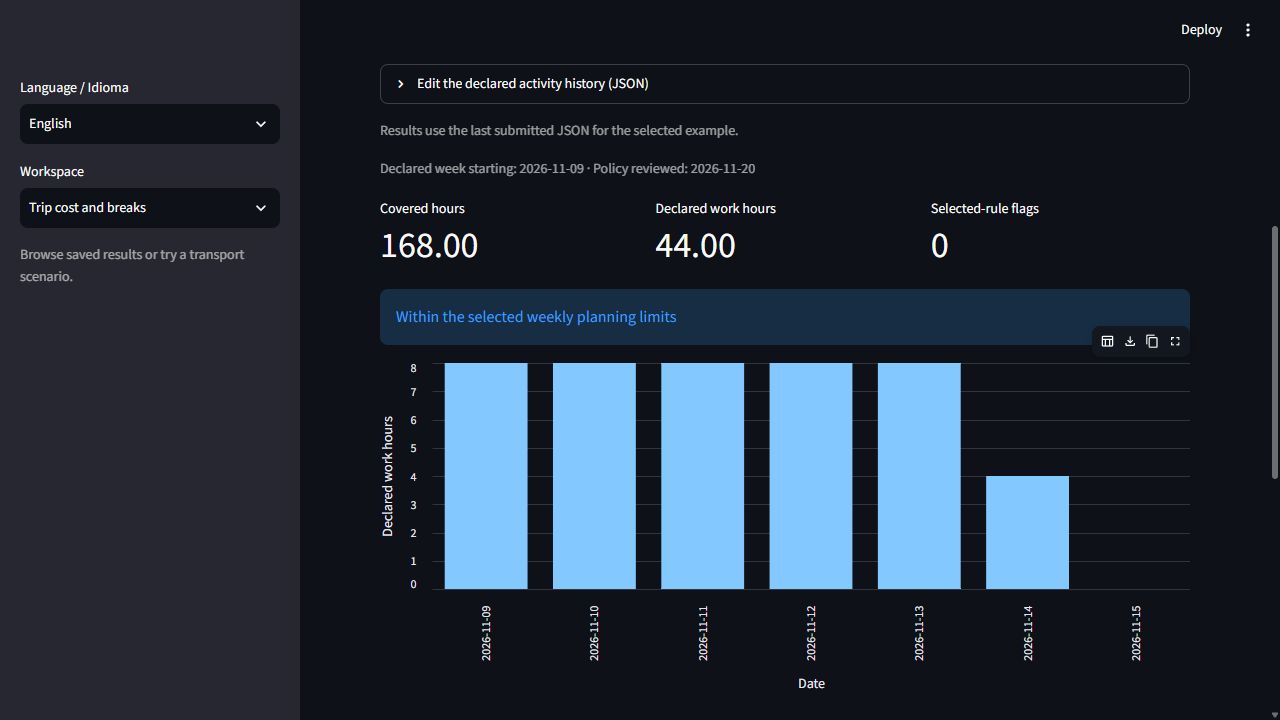 Deploy
Language / Idioma
English
Workspace
Trip cost and breaks
Browse saved results or try a transport
scenario.
Edit the declared activity history (JSON)
Results use the last submitted JSON for the selected example.
Declared week starting: 2026-11-09 · Policy reviewed: 2026-11-20
Covered hours
168.00
Declared work hours
44.00
Selected-rule flags
0
Within the selected weekly planning limits
Declared work hours
8
7
6
5
4
3
2
1
0
2026-11-09
2026-11-10
2026-11-11
2026-11-12
2026-11-13
2026-11-14
2026-11-15
Date